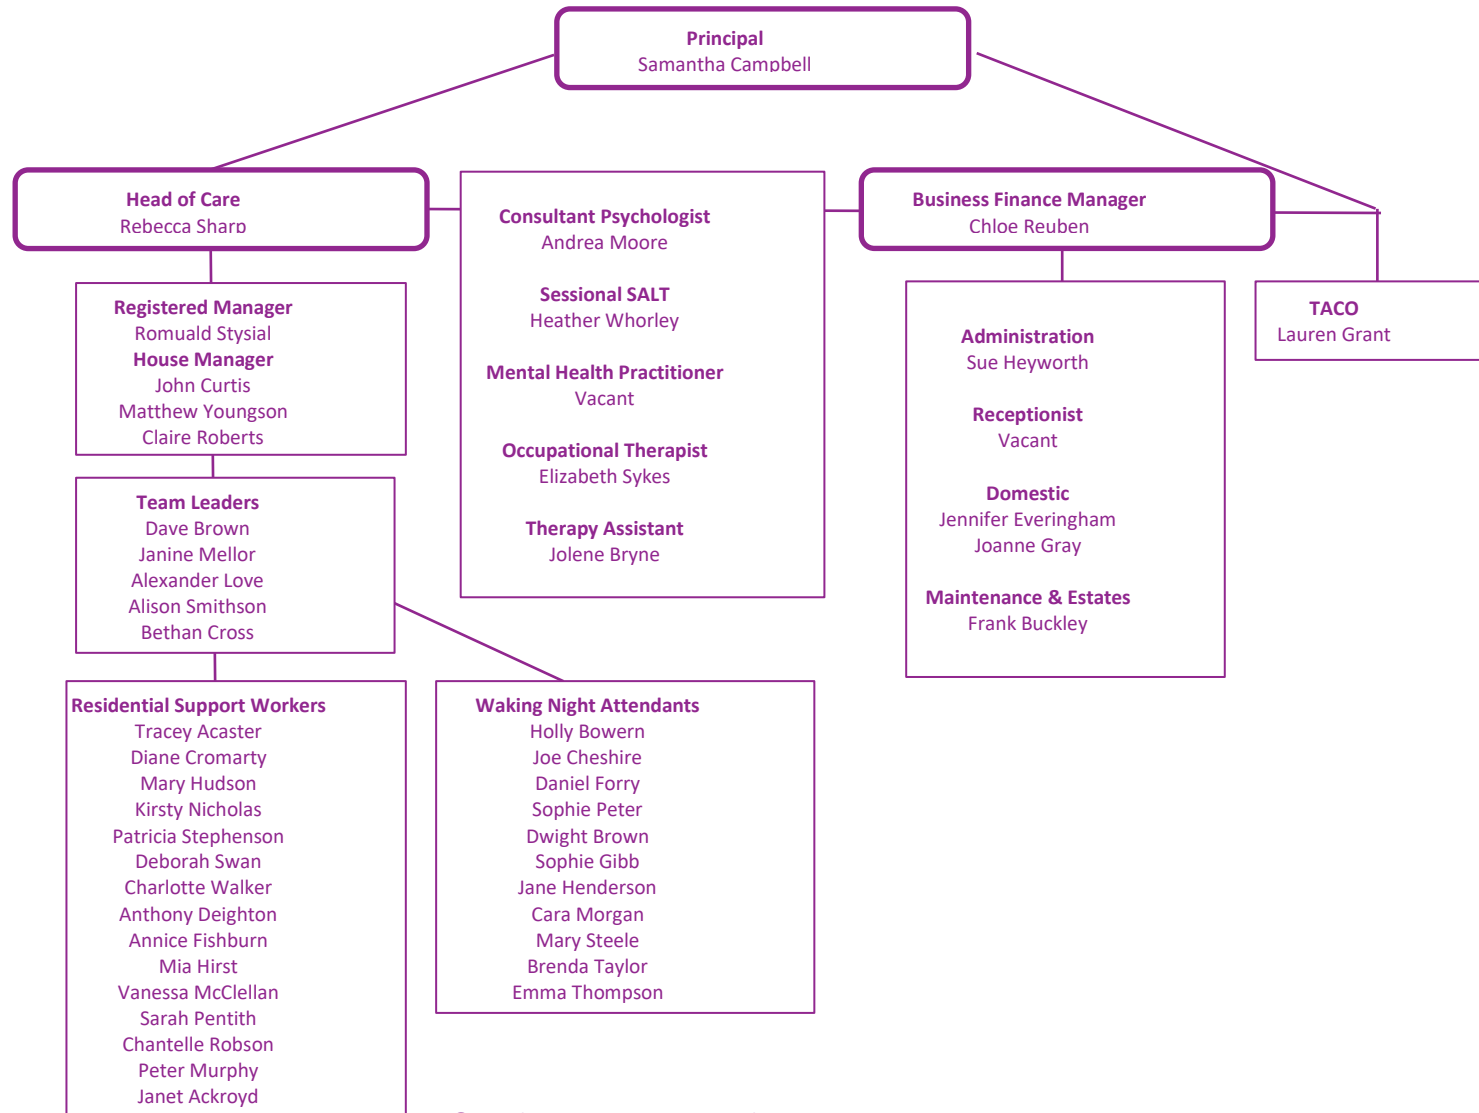 Principal
Samantha Campbell
Head of Care
Rebecca Sharp
Consultant Psychologist
Andrea Moore
Sessional SALT
Heather Whorley
Mental Health Practitioner
Vacant
Occupational Therapist
Elizabeth Sykes
Therapy Assistant
Jolene Bryne
Business Finance Manager
Chloe Reuben
TACO
Lauren Grant
Registered Manager
Romuald Stysial
House Manager
John Curtis
Matthew Youngson
Claire Roberts
Administration
Sue Heyworth
Receptionist
Vacant
Domestic
Jennifer Everingham
Joanne Gray
Maintenance & Estates
Frank Buckley
Team Leaders
Dave Brown
Janine Mellor
Alexander Love
Alison Smithson
Bethan Cross
Residential Support Workers
Tracey Acaster
Diane Cromarty
Mary Hudson
Kirsty Nicholas
Patricia Stephenson
Deborah Swan
Charlotte Walker
Anthony Deighton
Annice Fishburn
Mia Hirst
Vanessa McClellan
Sarah Pentith
Chantelle Robson
Peter Murphy
Janet Ackroyd
Waking Night Attendants
Holly Bowern
Joe Cheshire
Daniel Forry
Sophie Peter
Dwight Brown
Sophie Gibb
Jane Henderson
Cara Morgan
Mary Steele
Brenda Taylor
Emma Thompson